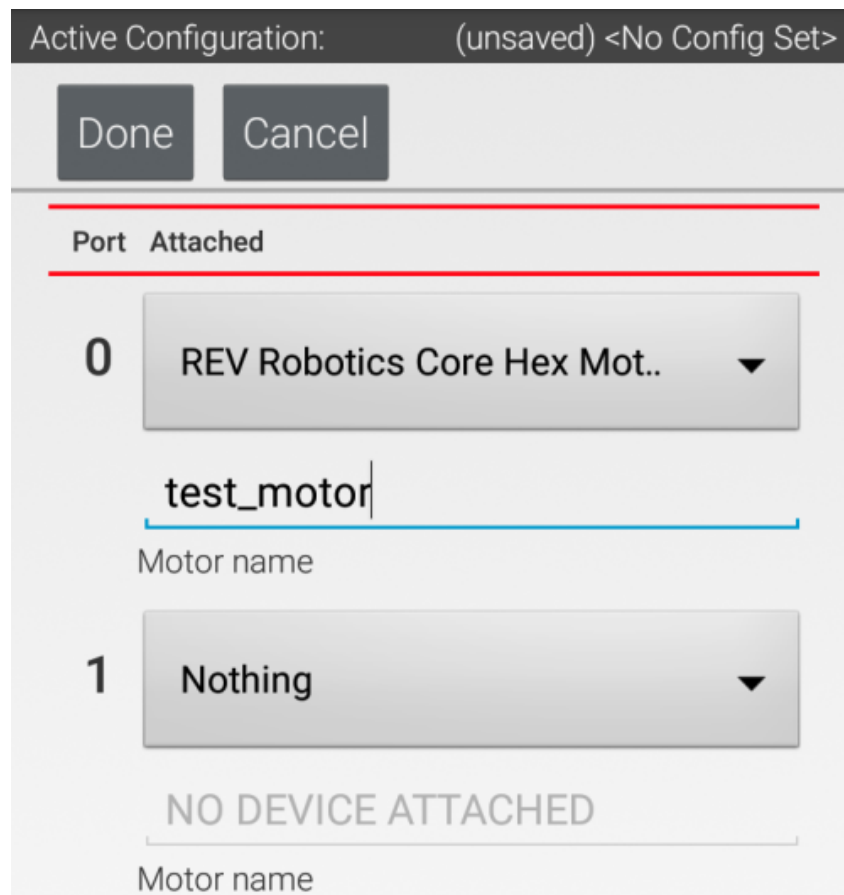 Active Configuration: (unsaved) <No Config Set>
Done Cancel
Port Attached
0 REV Robotics Core Hex Mot..
test_motor
Motor name
1 Nothing
NO DEVICE ATTACHED
Motor name